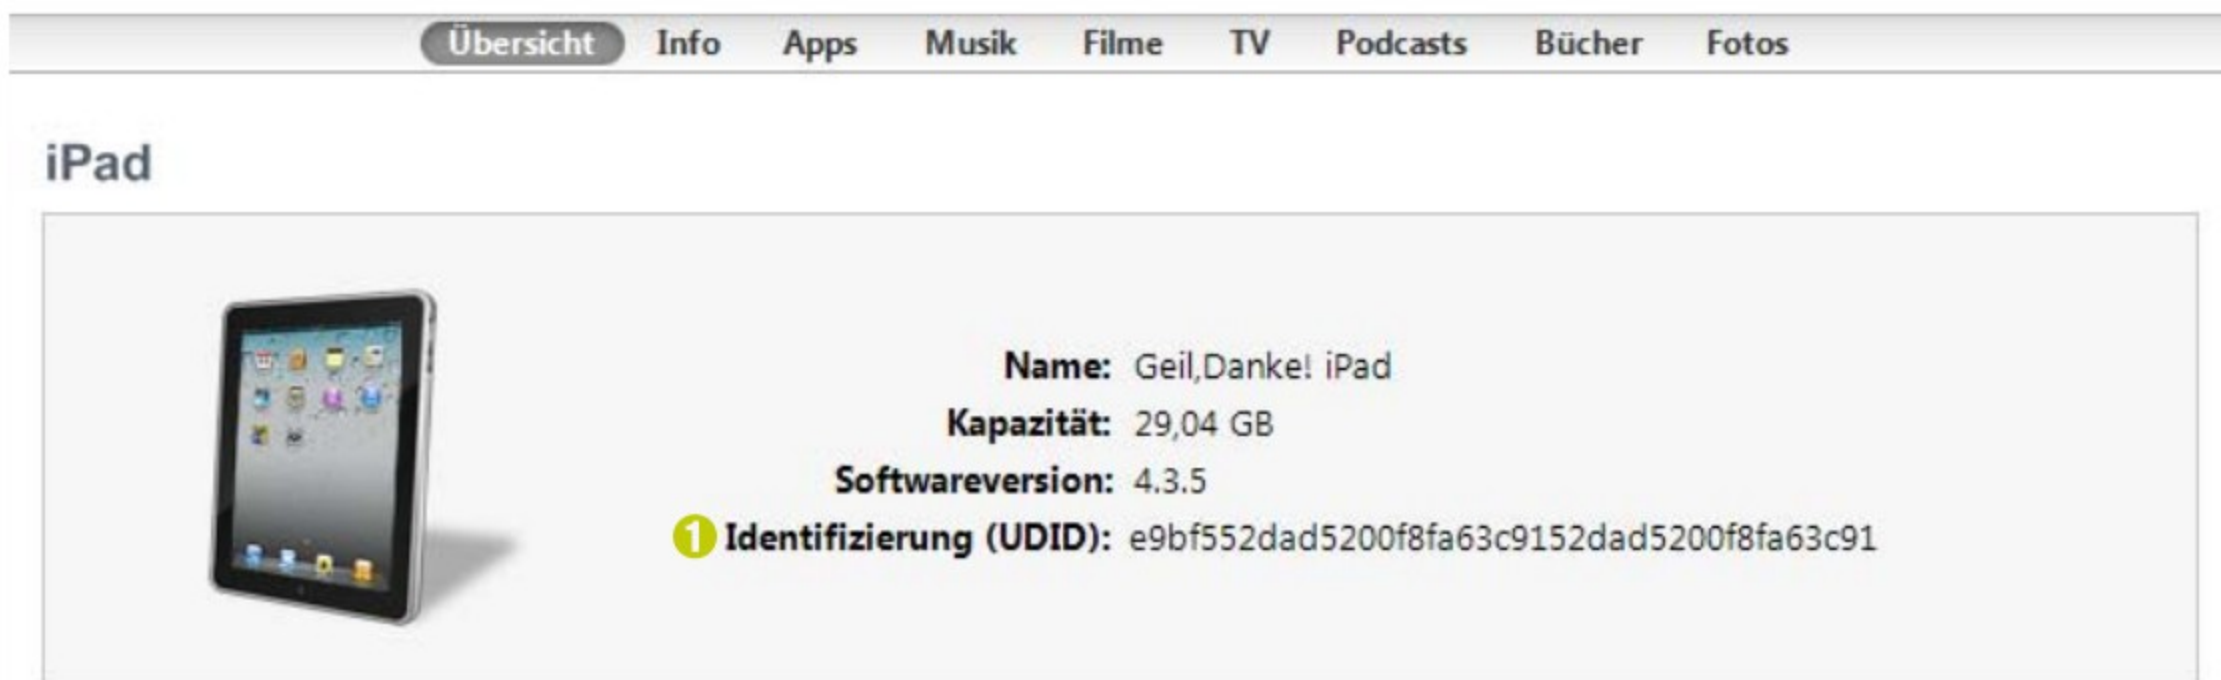 Übersicht Info Apps Musik Filme TV Podcasts Bücher Fotos
iPad
Name: Geil,Danke! iPad
Kapazität: 29,04 GB
Softwareversion: 4.3.5
1 Identifizierung (UDID): e9bf552dad5200f8fa63c9152dad5200f8fa63c91